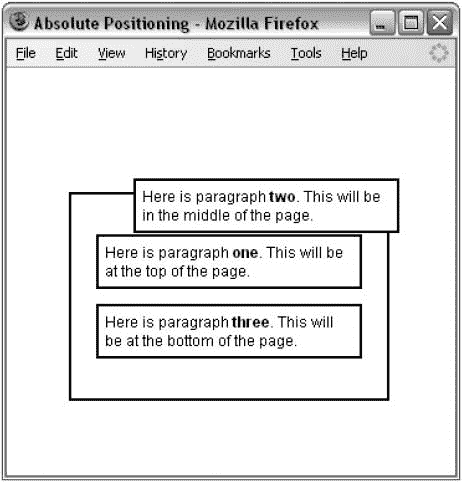 Absolute Positioning - Mozilla Firefox
File Edit View History Bookmarks Tools Help
Here is paragraph two. This will be
in the middle of the page.
Here is paragraph one. This will be
at the top of the page.
Here is paragraph three. This will
be at the bottom of the page.